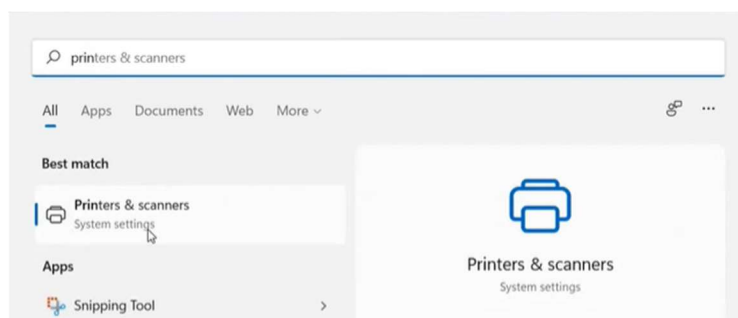 printers & scanners
All Apps Documents Web More
Best match
Printers & scanners
System settings
Apps
Snipping Tool
Printers & scanners
System settings